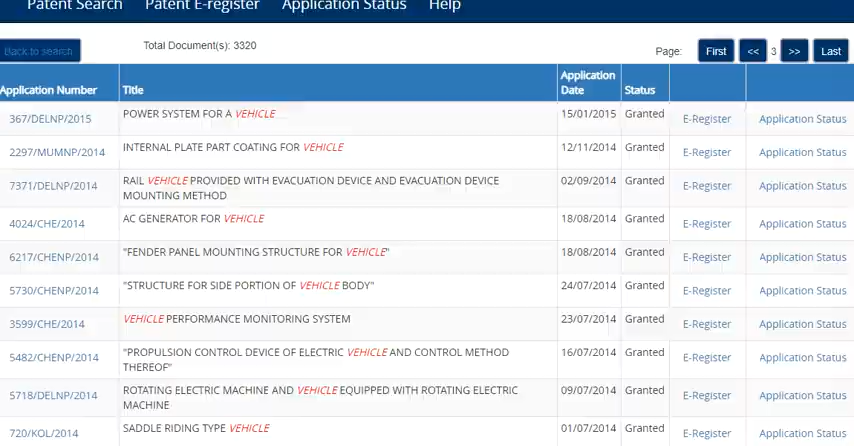 Patent Search Patent E-register Application Status Help
Back to search Total Document(s): 3320 Page: First << 3 >> Last
Application Number Title Application Date Status
367/DELNP/2015 POWER SYSTEM FOR A VEHICLE 15/01/2015 Granted E-Register Application Status
2297/MUMNP/2014 INTERNAL PLATE PART COATING FOR VEHICLE 12/11/2014 Granted E-Register Application Status
7371/DELNP/2014 RAIL VEHICLE PROVIDED WITH EVACUATION DEVICE AND EVACUATION DEVICE 02/09/2014 Granted E-Register Application Status
MOUNTING METHOD
4024/CHE/2014 AC GENERATOR FOR VEHICLE 18/08/2014 Granted E-Register Application Status
6217/CHENP/2014 "FENDER PANEL MOUNTING STRUCTURE FOR VEHICLE" 18/08/2014 Granted E-Register Application Status
5730/CHENP/2014 "STRUCTURE FOR SIDE PORTION OF VEHICLE BODY" 24/07/2014 Granted E-Register Application Status
3599/CHE/2014 VEHICLE PERFORMANCE MONITORING SYSTEM 23/07/2014 Granted E-Register Application Status
5482/CHENP/2014 "PROPULSION CONTROL DEVICE OF ELECTRIC VEHICLE AND CONTROL METHOD 16/07/2014 Granted E-Register Application Status
THEREOF"
5718/DELNP/2014 ROTATING ELECTRIC MACHINE AND VEHICLE EQUIPPED WITH ROTATING ELECTRIC 09/07/2014 Granted E-Register Application Status
MACHINE
720/KOL/2014 SADDLE RIDING TYPE VEHICLE 01/07/2014 Granted E-Register Application Status